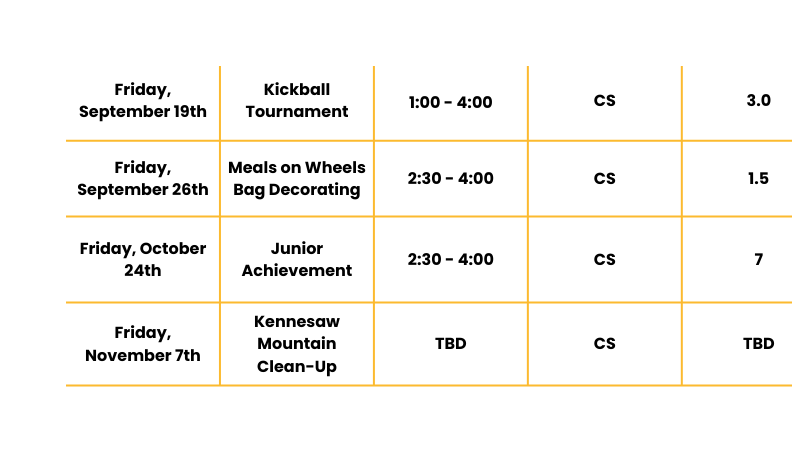 Friday,
September 19th
Kickball
Tournament
1:00 - 4:00
CS
3.0
Friday,
September 26th
Meals on Wheels
Bag Decorating
2:30 - 4:00
CS
1.5
Friday, October
24th
Junior
Achievement
2:30 - 4:00
CS
7
Friday,
November 7th
Kennesaw
Mountain
Clean-Up
TBD
CS
TBD